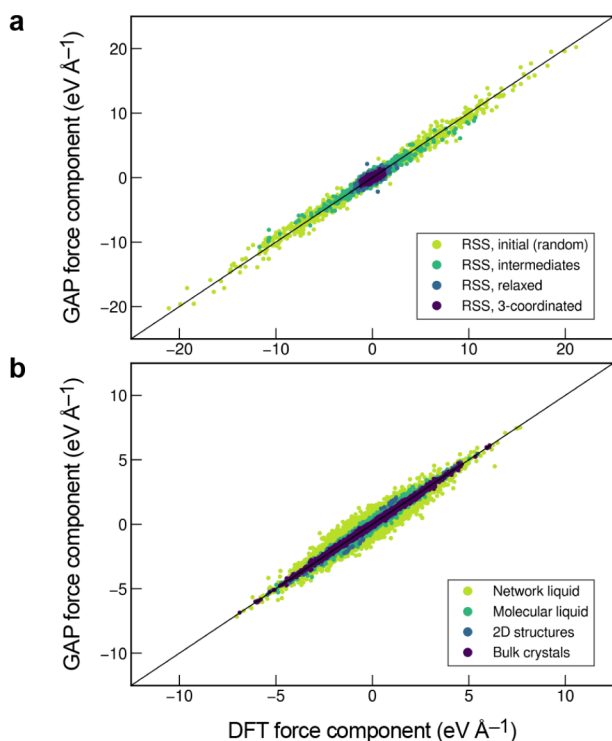 a
GAP force component (eV Å–1)
20
10
0
–10
–20
RSS, initial (random)
RSS, intermediates
RSS, relaxed
RSS, 3-coordinated
–20 –10 0 10 20
b
GAP force component (eV Å–1)
10
5
0
–5
–10
Network liquid
Molecular liquid
2D structures
Bulk crystals
–10 –5 0 5 10
DFT force component (eV Å–1)